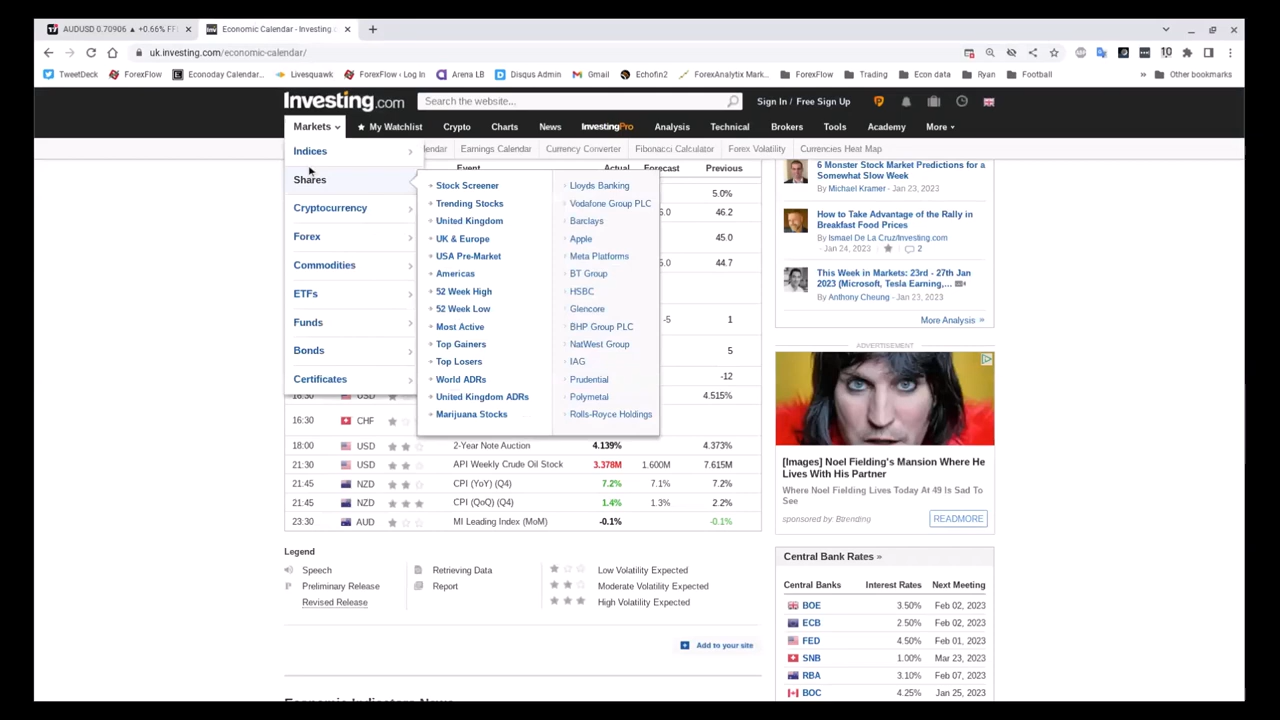 AUDUSD 0.70906 ▲ +0.66% FF
Economic Calendar - Investing
uk.investing.com/economic-calendar/
TweetDeck
ForexFlow
Econoday Calendar...
Livesquawk
ForexFlow ‹ Log In
Arena LB
Disqus Admin
Gmail
Echofin2
ForexAnalytix Mark...
ForexFlow
Trading
Econ data
Ryan
Football
»
Other bookmarks
Investing.com
Search the website...
Sign In / Free Sign Up
Markets
My Watchlist
Crypto
Charts
News
InvestingPro
Analysis
Technical
Brokers
Tools
Academy
More
lendar
Earnings Calendar
Currency Converter
Fibonacci Calculator
Forex Volatility
Currencies Heat Map
Indices
Shares
Cryptocurrency
Forex
Commodities
ETFs
Funds
Bonds
Certificates
Stock Screener
Trending Stocks
United Kingdom
UK & Europe
USA Pre-Market
Americas
52 Week High
52 Week Low
Most Active
Top Gainers
Top Losers
World ADRs
United Kingdom ADRs
Marijuana Stocks
Lloyds Banking
Vodafone Group PLC
Barclays
Apple
Meta Platforms
BT Group
HSBC
Glencore
BHP Group PLC
NatWest Group
IAG
Prudential
Polymetal
Rolls-Royce Holdings
Event Actual Forecast Previous
5.0%
5.0 46.2
45.0
5.0 44.7
-5 1
5
-12
16:30 USD 4.515%
16:30 CHF
18:00 USD 2-Year Note Auction 4.139% 4.373%
21:30 USD API Weekly Crude Oil Stock 3.378M 1.600M 7.615M
21:45 NZD CPI (YoY) (Q4) 7.2% 7.1% 7.2%
21:45 NZD CPI (QoQ) (Q4) 1.4% 1.3% 2.2%
23:30 AUD MI Leading Index (MoM) -0.1% -0.1%
Legend
Speech
Preliminary Release
Revised Release
Retrieving Data
Report
Low Volatility Expected
Moderate Volatility Expected
High Volatility Expected
Add to your site
6 Monster Stock Market Predictions for a
Somewhat Slow Week
By Michael Kramer - Jan 23, 2023
How to Take Advantage of the Rally in
Breakfast Food Prices
By Ismael De La Cruz/Investing.com
- Jan 24, 2023 2
This Week in Markets: 23rd - 27th Jan
2023 (Microsoft, Tesla Earning,...
By Anthony Cheung - Jan 23, 2023
More Analysis »
ADVERTISEMENT
[Images] Noel Fielding's Mansion Where He
Lives With His Partner
Where Noel Fielding Lives Today At 49 Is Sad To
See
sponsored by: Btrending
READMORE
Central Bank Rates »
Central Banks Interest Rates Next Meeting
BOE 3.50% Feb 02, 2023
ECB 2.50% Feb 02, 2023
FED 4.50% Feb 01, 2023
SNB 1.00% Mar 23, 2023
RBA 3.10% Feb 07, 2023
BOC 4.25% Jan 25, 2023